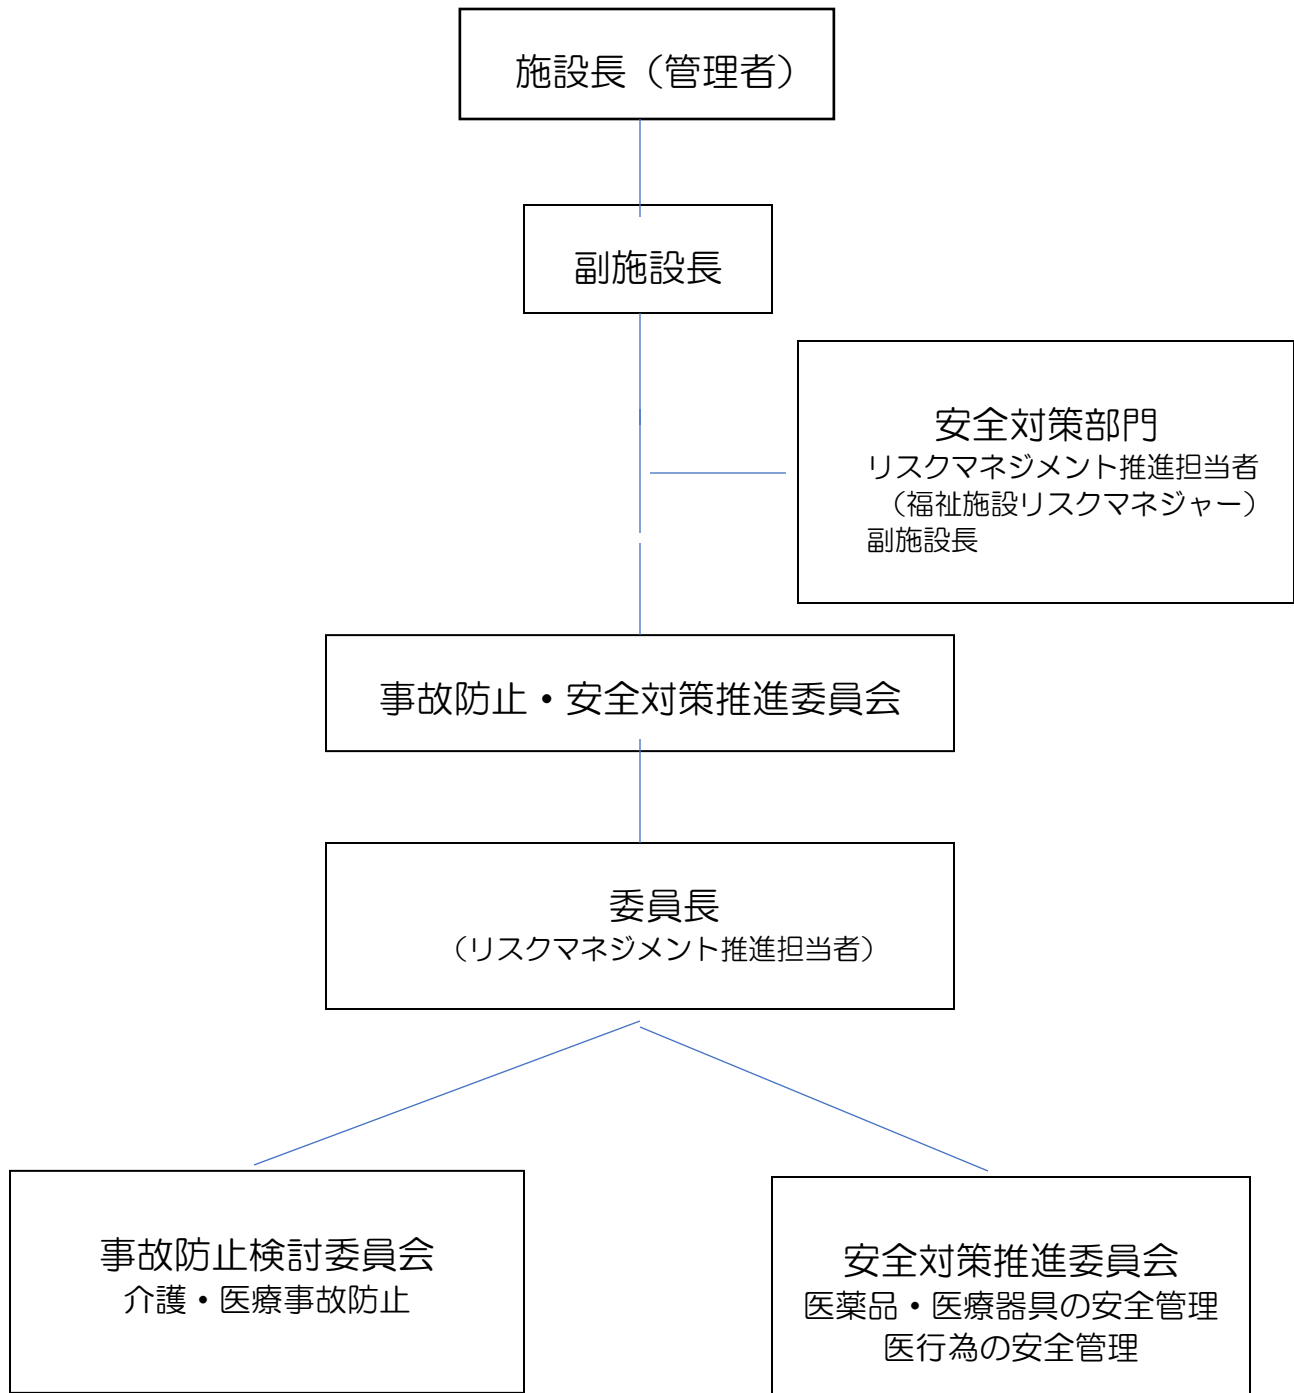 施設長（管理者）
副施設長
安全対策部門
リスクマネジメント推進担当者
（福祉施設リスクマネジャー）
副施設長
事故防止・安全対策推進委員会
委員長
（リスクマネジメント推進担当者）
事故防止検討委員会
介護・医療事故防止
安全対策推進委員会
医薬品・医療器具の安全管理
医行為の安全管理